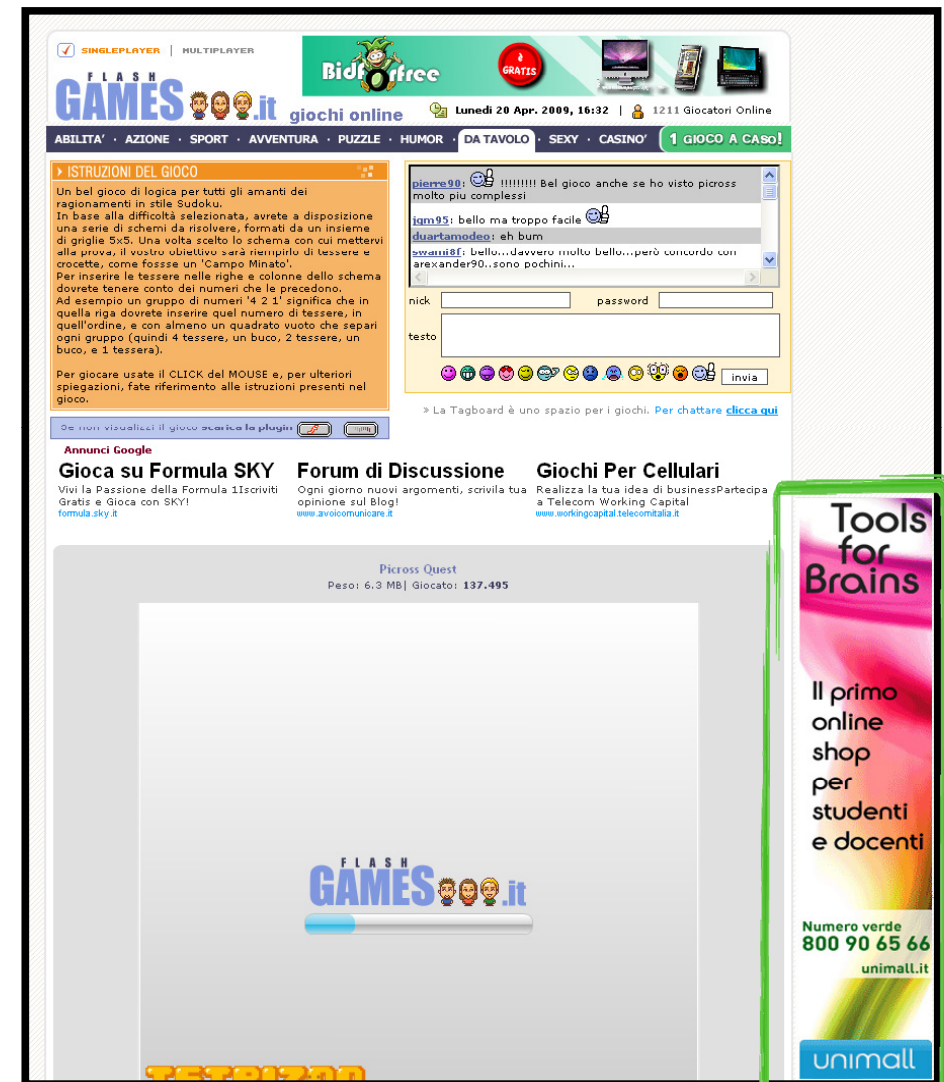 SINGLEPLAYER | MULTIPLAYER
Bidforfree
GRATIS
FLASH
GAMES.it giochi online
Lunedi 20 Apr. 2009, 16:32 | 1211 Giocatori Online
ABILITA' · AZIONE · SPORT · AVVENTURA · PUZZLE · HUMOR · DA TAVOLO · SEXY · CASINO' 1 GIOCO A CASO!
ISTRUZIONI DEL GIOCO
Un bel gioco di logica per tutti gli amanti dei
ragionamenti in stile Sudoku.
In base alla difficoltà selezionata, avrete a disposizione
una serie di schemi da risolvere, formati da un insieme
di griglie 5x5. Una volta scelto lo schema con cui mettervi
alla prova, il vostro obiettivo sarà riempirlo di tessere e
crocette, come fossse un 'Campo Minato'.
Per inserire le tessere nelle righe e colonne dello schema
dovrete tenere conto dei numeri che le precedono.
Ad esempio un gruppo di numeri '4 2 1' significa che in
quella riga dovrete inserire quel numero di tessere, in
quell'ordine, e con almeno un quadrato vuoto che separi
ogni gruppo (quindi 4 tessere, un buco, 2 tessere, un
buco, e 1 tessera).
Per giocare usate il CLICK del MOUSE e, per ulteriori
spiegazioni, fate riferimento alle istruzioni presenti nel
gioco.
Se non visualizzi il gioco scarica la plugin
pierre90: !!!!!!!!! Bel gioco anche se ho visto picross
molto piu complessi
jgm95: bello ma troppo facile
duartamodeo: eh bum
swami8f: bello...davvero molto bello...però concordo con
arexander90..sono pochini...
nick password
testo
invia
» La Tagboard è uno spazio per i giochi. Per chattare clicca qui
Annunci Google
Gioca su Formula SKY
Vivi la Passione della Formula 1Iscriviti
Gratis e Gioca con SKY!
formula.sky.it
Forum di Discussione
Ogni giorno nuovi argomenti, scrivila tua
opinione sul Blog!
www.avoicomunicare.it
Giochi Per Cellulari
Realizza la tua idea di businessPartecipa
a Telecom Working Capital
www.workingcapital.telecomitalia.it
Picross Quest
Peso: 6.3 MB| Giocato: 137.495
FLASH
GAMES.it
TETRIZOO
Tools
for
Brains
Il primo
online
shop
per
studenti
e docenti
Numero verde
800 90 65 66
unimall.it
unimall